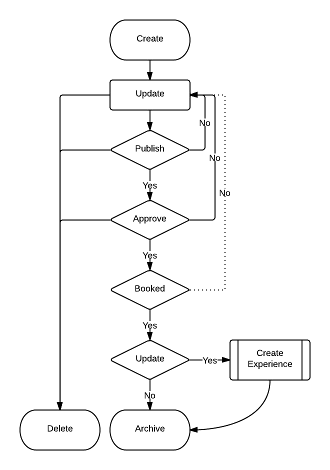 Create
Update
Publish
No
No
Yes
No
Approve
Yes
Booked
Yes
Update
Yes
Create
Experience
No
Delete
Archive